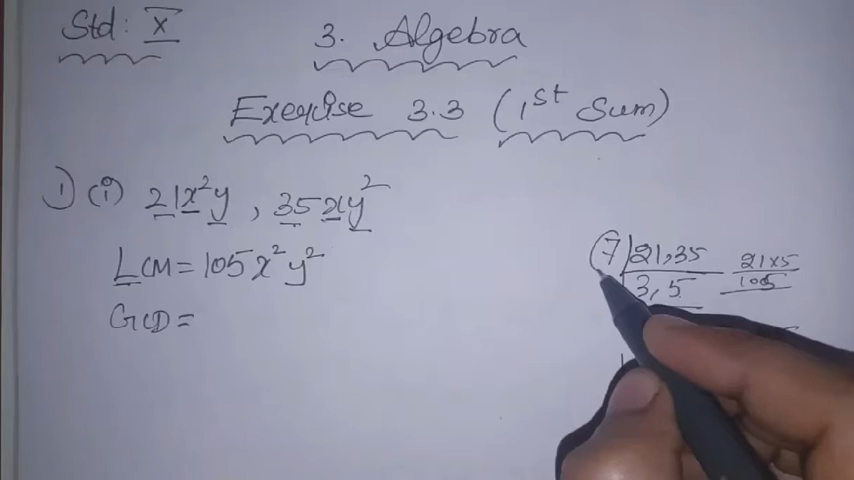 Std: X
3. Algebra
Exercise 3.3 (1st Sum)
1) (i) 21x²y, 35xy²
LCM = 105x²y²
GCD =
7 | 21, 35
3, 5
21 x 5
105